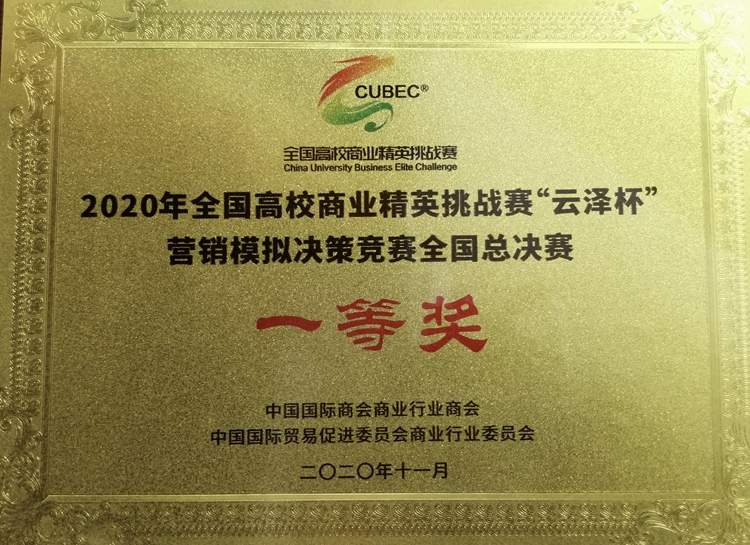 CUBEC®
全国高校商业精英挑战赛
China University Business Elite Challenge
2020年全国高校商业精英挑战赛“云泽杯”
营销模拟决策竞赛全国总决赛
一等奖
中国国际商会商业行业商会
中国国际贸易促进委员会商业行业委员会
二〇二〇年十一月